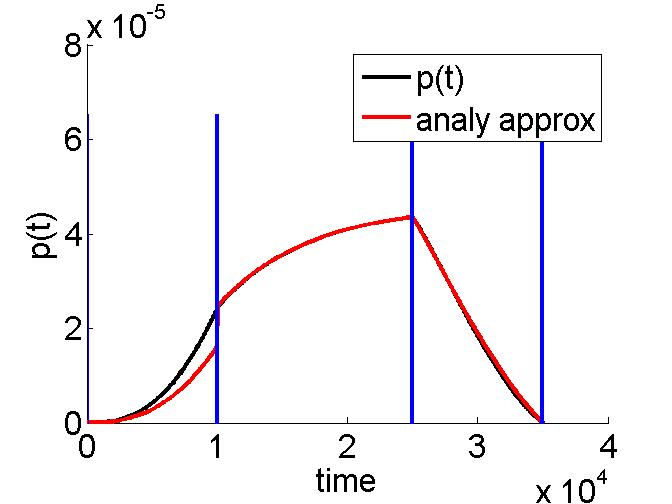 x 10^-5
8
6
4
2
0
p(t)
p(t)
analy approx
0 1 2 3 4
time
x 10^4